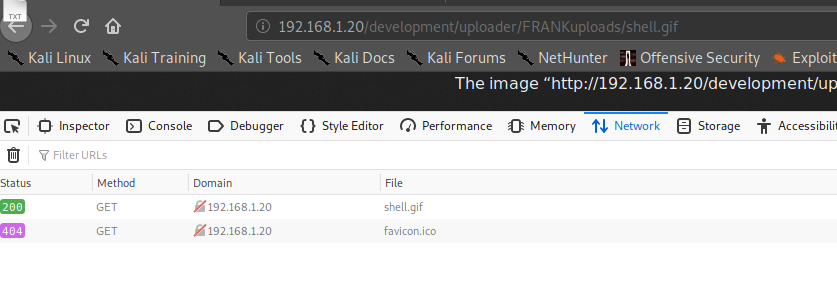 TXT
192.168.1.20/development/uploader/FRANKuploads/shell.gif
Kali Linux Kali Training Kali Tools Kali Docs Kali Forums NetHunter Offensive Security Exploit
The image “http://192.168.1.20/development/up
Inspector Console Debugger Style Editor Performance Memory Network Storage Accessibili
Filter URLs
Status Method Domain File
200 GET 192.168.1.20 shell.gif
404 GET 192.168.1.20 favicon.ico